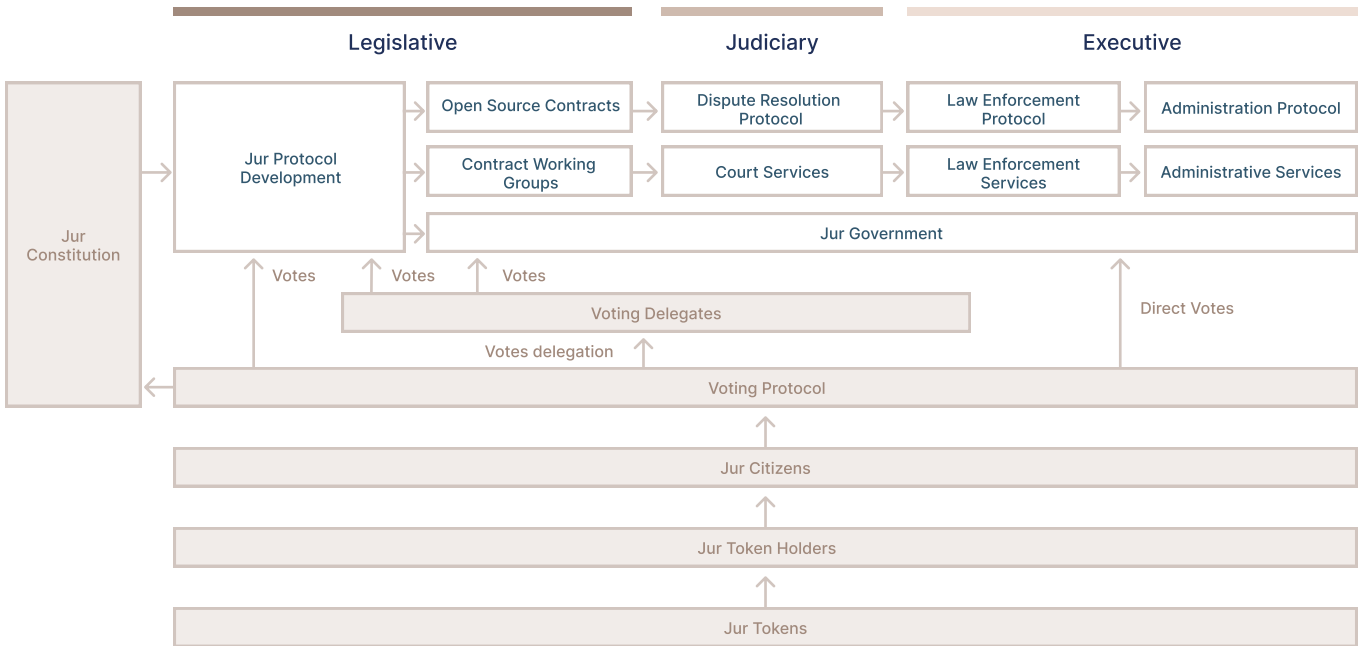 Legislative
Judiciary
Executive
Jur
Constitution
Jur Protocol
Development
Open Source Contracts
Dispute Resolution
Protocol
Law Enforcement
Protocol
Administration Protocol
Contract Working
Groups
Court Services
Law Enforcement
Services
Administrative Services
Jur Government
Votes
Votes
Votes
Direct Votes
Voting Delegates
Votes delegation
Voting Protocol
Jur Citizens
Jur Token Holders
Jur Tokens